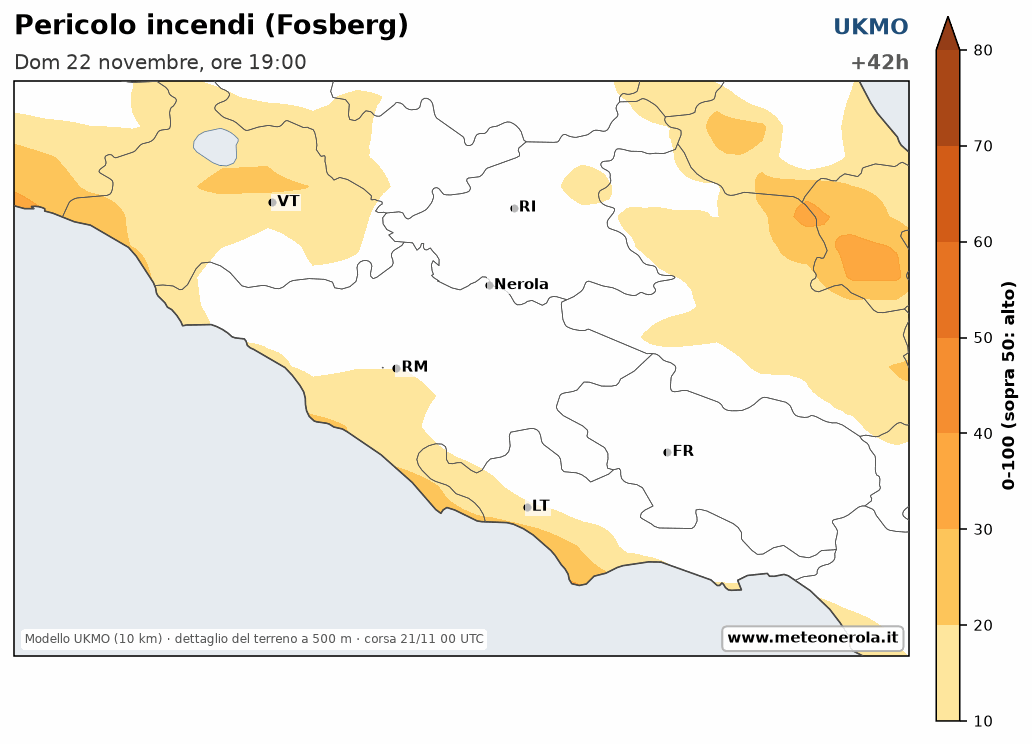 Pericolo incendi (Fosberg)
UKMO
Dom 22 novembre, ore 19:00
+42h
VT
RI
Nerola
RM
FR
LT
80
70
60
50
40
30
20
10
0-100 (sopra 50: alto)
Modello UKMO (10 km) · dettaglio del terreno a 500 m · corsa 21/11 00 UTC
www.meteonerola.it